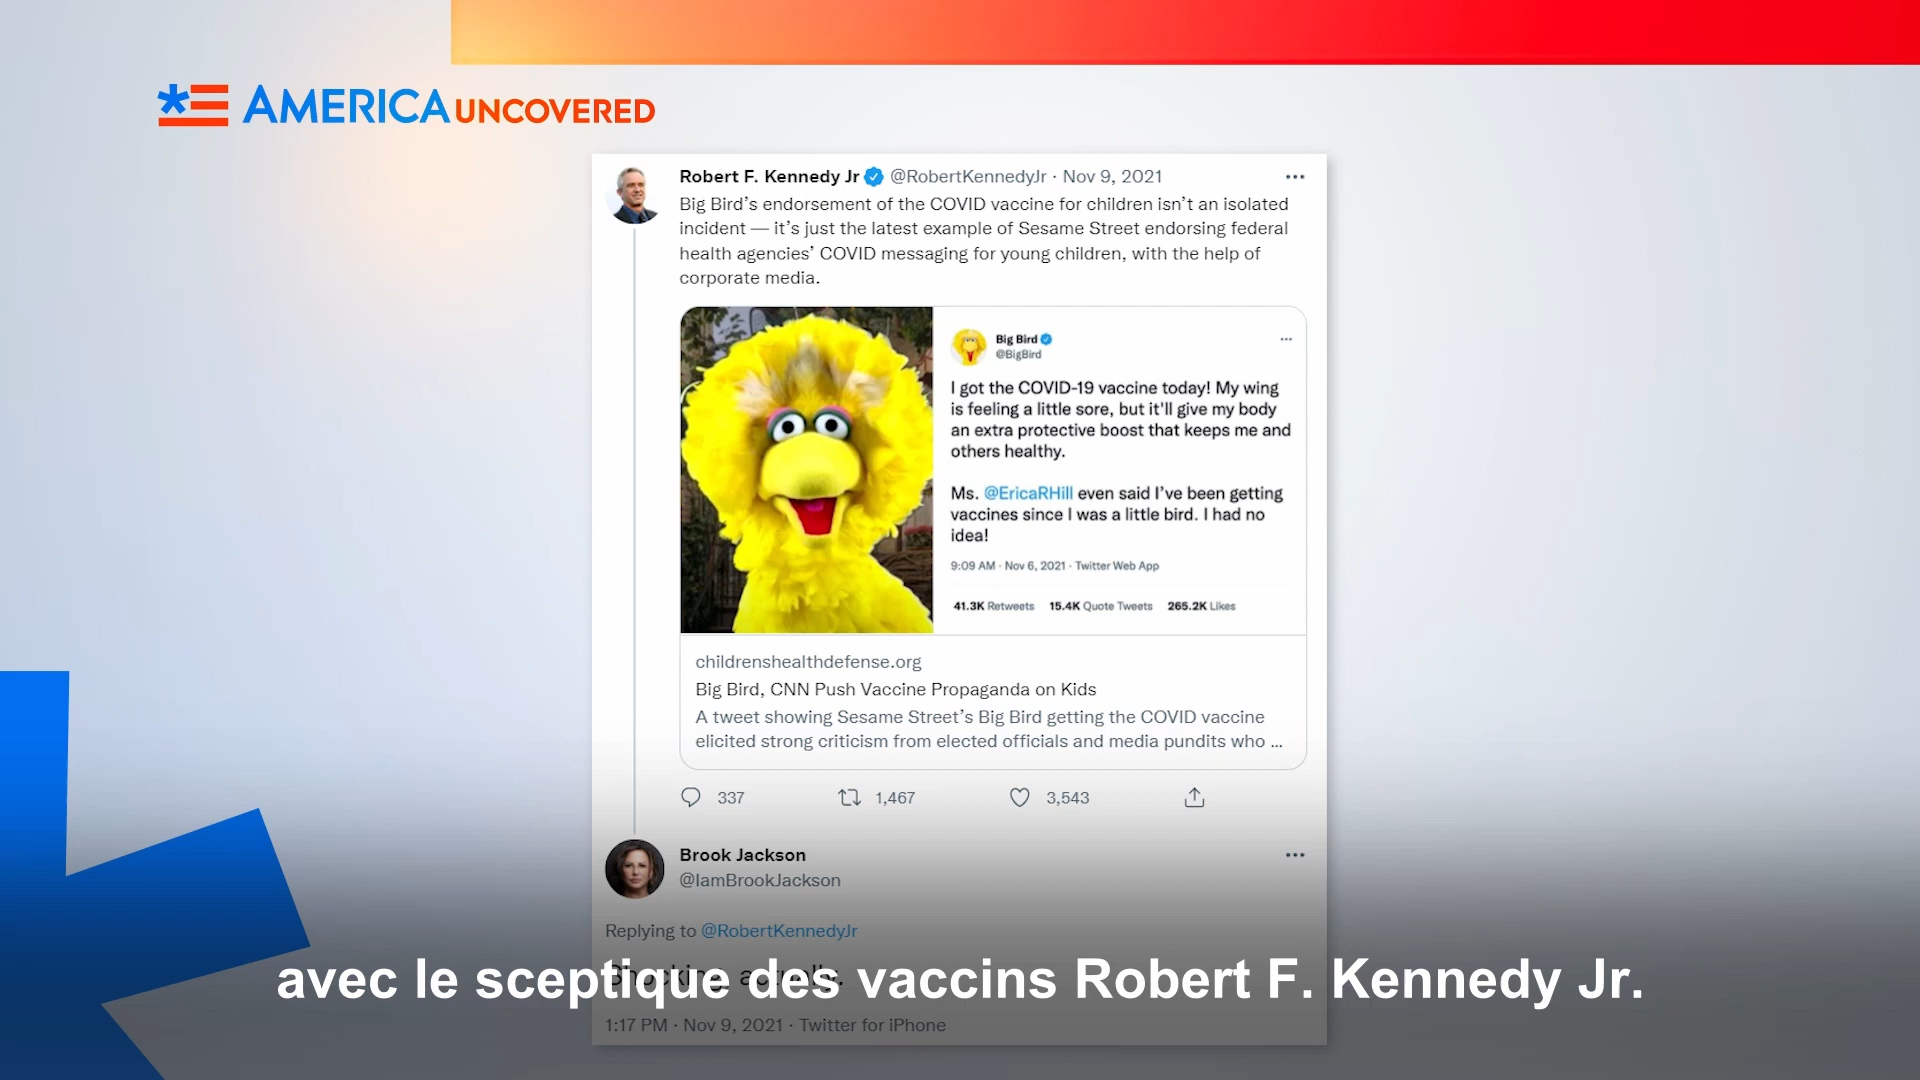 AMERICA UNCOVERED
Robert F. Kennedy Jr @RobertKennedyJr · Nov 9, 2021
Big Bird’s endorsement of the COVID vaccine for children isn’t an isolated
incident — it’s just the latest example of Sesame Street endorsing federal
health agencies’ COVID messaging for young children, with the help of
corporate media.
Big Bird
@BigBird
I got the COVID-19 vaccine today! My wing
is feeling a little sore, but it'll give my body
an extra protective boost that keeps me and
others healthy.
Ms. @EricaRHill even said I’ve been getting
vaccines since I was a little bird. I had no
idea!
9:09 AM · Nov 6, 2021 · Twitter Web App
41.3K Retweets 15.4K Quote Tweets 265.2K Likes
childrenshealthdefense.org
Big Bird, CNN Push Vaccine Propaganda on Kids
A tweet showing Sesame Street’s Big Bird getting the COVID vaccine
elicited strong criticism from elected officials and media pundits who ...
337 1,467 3,543
Brook Jackson
@IamBrookJackson
Replying to @RobertKennedyJr
avec le sceptique des vaccins Robert F. Kennedy Jr.
1:17 PM · Nov 9, 2021 · Twitter for iPhone